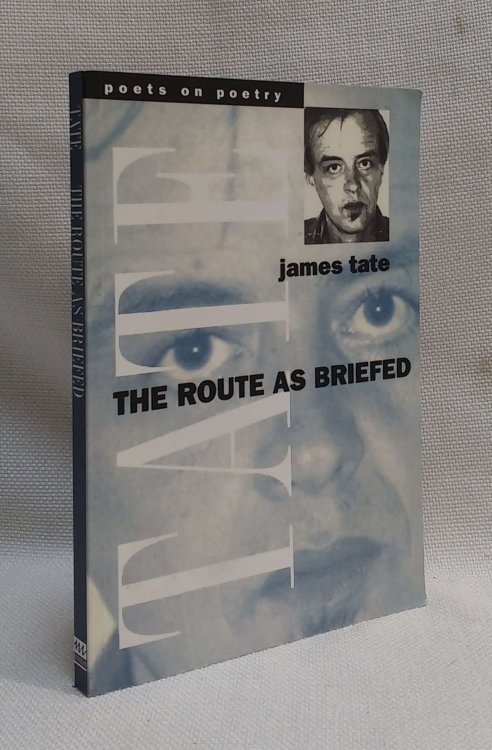 poets on poetry
james tate
THE ROUTE AS BRIEFED
TATE
TATE THE ROUTE AS BRIEFED